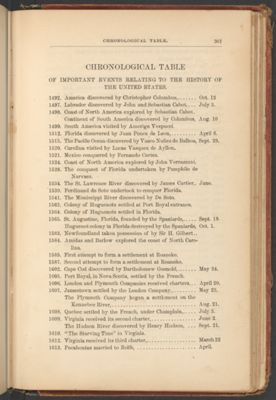 CHRONOLOGICAL TABLE. 361
CHRONOLOGICAL TABLE
OF IMPORTANT EVENTS RELATING TO THE HISTORY OF
THE UNITED STATES.
1492. America discovered by Christopher Columbus,...... Oct. 12
1497. Labrador discovered by John and Sebastian Cabot,... July 3.
1498. Coast of North America explored by Sebastian Cabot.
Continent of South America discovered by Columbus, Aug. 10
1499. South America visited by Amerigo Vespucci.
1512. Florida discovered by Juan Ponce de Leon,......... April 6.
1513. The Pacific Ocean discovered by Vasco Nuñez de Balboa, Sept. 29.
1520. Carolina visited by Lucas Vasquez de Ayllon.
1521. Mexico conquered by Fernando Cortez.
1524. Coast of North America explored by John Verrazzani.
1528. The conquest of Florida undertaken by Pamphilo de
Narvaez.
1534. The St. Lawrence River discovered by James Cartier, June.
1539. Ferdinand de Soto undertook to conquer Florida.
1541. The Mississippi River discovered by De Soto.
1562. Colony of Huguenots settled at Port Royal entrance.
1564. Colony of Huguenots settled in Florida.
1565. St. Augustine, Florida, founded by the Spaniards,.... Sept. 18
Huguenot colony in Florida destroyed by the Spaniards, Oct. 1.
1583. Newfoundland taken possession of by Sir H. Gilbert..
1584. Amidas and Barlow explored the coast of North Caro-
lina.
1585. First attempt to form a settlement at Roanoke.
1587. Second attempt to form a settlement at Roanoke.
1602. Cape Cod discovered by Bartholomew Gosnold,...... May 24.
1605. Port Royal, in Nova Scotia, settled by the French.
1606. London and Plymouth Companies received charters,.. April 20.
1607. Jamestown settled by the London Company,........ May 23.
The Plymouth Company began a settlement on the
Kennebec River,...... Aug. 21.
1608. Quebec settled by the French, under Champlain,.... July 3.
1609. Virginia received its second charter,.......... June 2.
The Hudson River discovered by Henry Hudson, ... Sept. 21.
1610. "The Starving Time" in Virginia.
1612. Virginia received its third charter,.......... March 22
1613. Pocahontas married to Rolfe,.......... April.